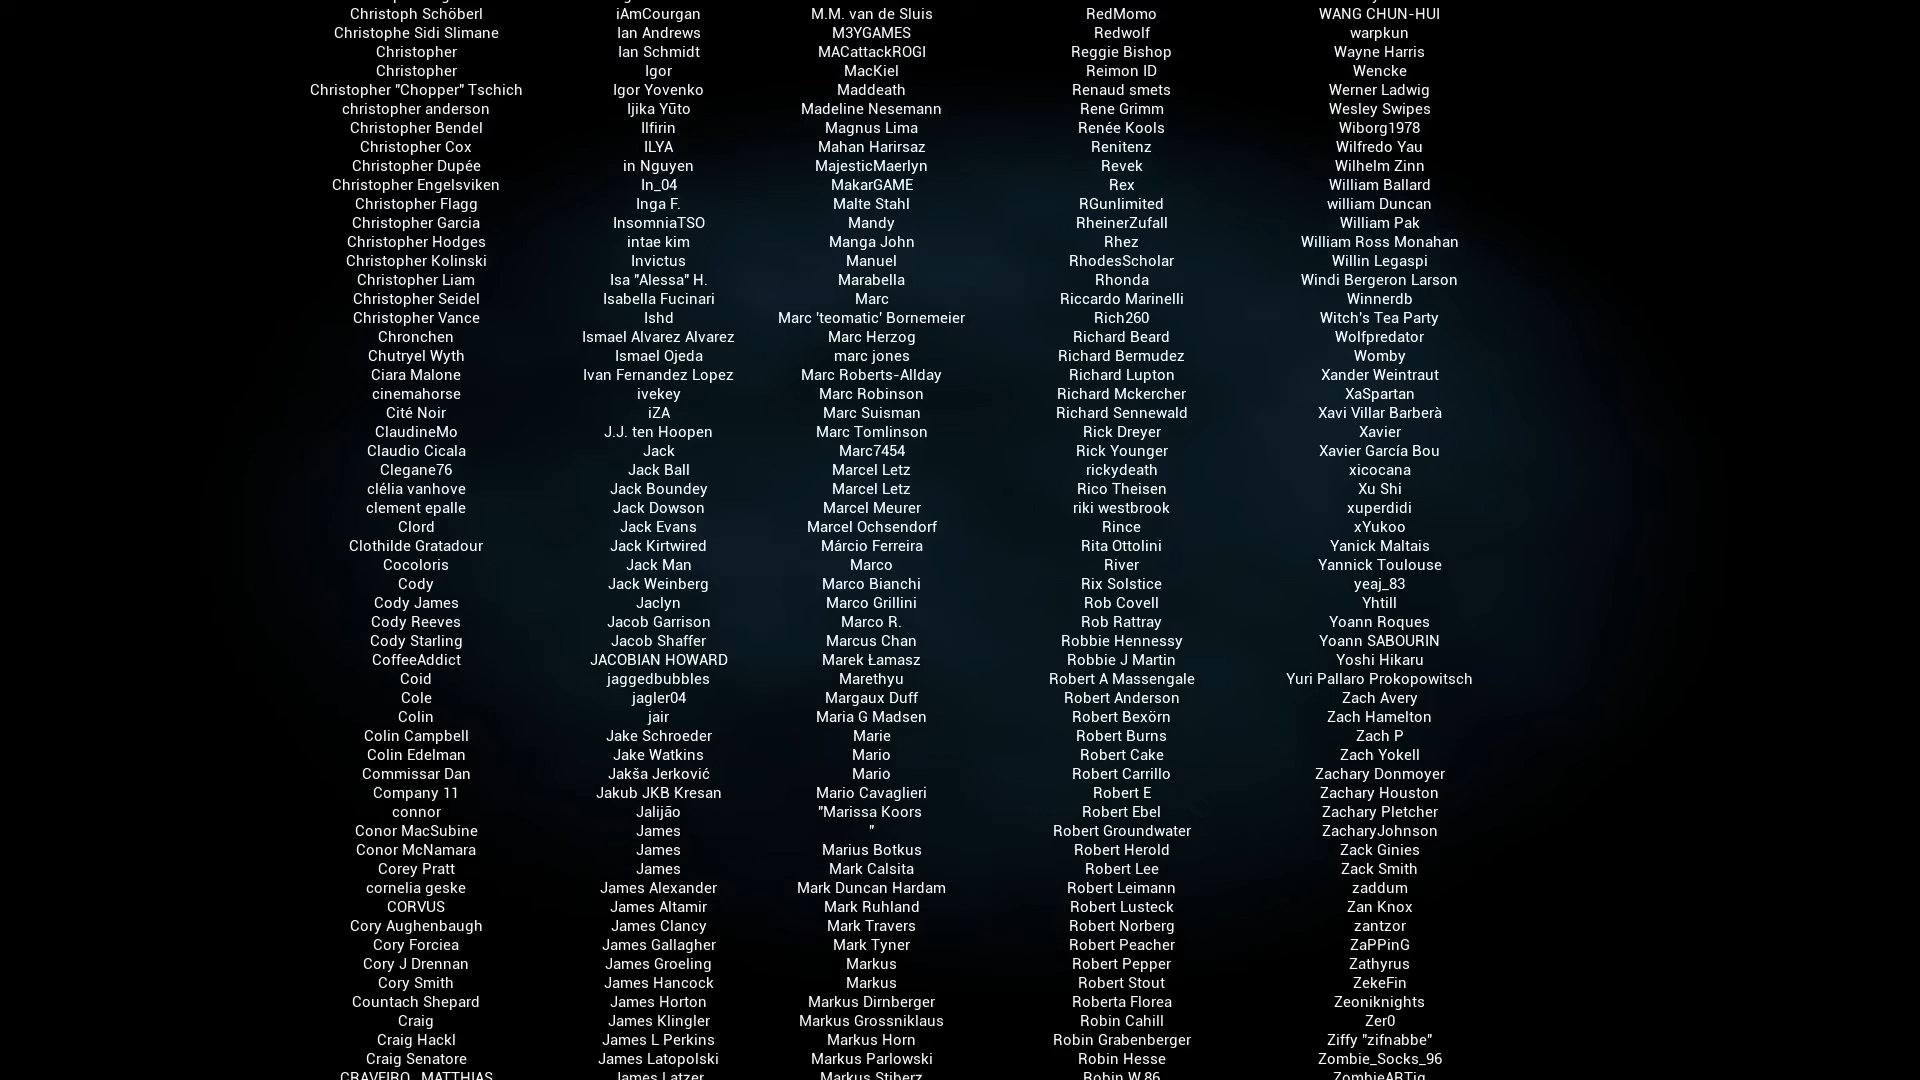 Christoph Schöberl
Christophe Sidi Slimane
Christopher
Christopher
Christopher "Chopper" Tschich
christopher anderson
Christopher Bendel
Christopher Cox
Christopher Dupée
Christopher Engelsviken
Christopher Flagg
Christopher Garcia
Christopher Hodges
Christopher Kolinski
Christopher Liam
Christopher Seidel
Christopher Vance
Chronchen
Chutryel Wyth
Ciara Malone
cinemahorse
Cité Noir
ClaudineMo
Claudio Cicala
Clegane76
clélia vanhove
clement epalle
Clord
Clothilde Gratadour
Cocoloris
Cody
Cody James
Cody Reeves
Cody Starling
CoffeeAddict
Coid
Cole
Colin
Colin Campbell
Colin Edelman
Commissar Dan
Company 11
connor
Conor MacSubine
Conor McNamara
Corey Pratt
cornelia geske
CORVUS
Cory Aughenbaugh
Cory Forciea
Cory J Drennan
Cory Smith
Countach Shepard
Craig
Craig Hackl
Craig Senatore
CRAVEIRO MATTHIAS
iAmCourgan
Ian Andrews
Ian Schmidt
Igor
Igor Yovenko
Ijika Yūto
Ilfirin
ILYA
in Nguyen
In_04
Inga F.
InsomniaTSO
intae kim
Invictus
Isa "Alessa" H.
Isabella Fucinari
Ishd
Ismael Alvarez Alvarez
Ismael Ojeda
Ivan Fernandez Lopez
ivekey
iZA
J.J. ten Hoopen
Jack
Jack Ball
Jack Boundey
Jack Dowson
Jack Evans
Jack Kirtwired
Jack Man
Jack Weinberg
Jaclyn
Jacob Garrison
Jacob Shaffer
JACOBIAN HOWARD
jaggedbubbles
jagler04
jair
Jake Schroeder
Jake Watkins
Jakša Jerković
Jakub JKB Kresan
Jalijão
James
James
James
James Alexander
James Altamir
James Clancy
James Gallagher
James Groeling
James Hancock
James Horton
James Klingler
James L Perkins
James Latopolski
James Latzer
M.M. van de Sluis
M3YGAMES
MACattackROGI
MacKiel
Maddeath
Madeline Nesemann
Magnus Lima
Mahan Harirsaz
MajesticMaerlyn
MakarGAME
Malte Stahl
Mandy
Manga John
Manuel
Marabella
Marc
Marc 'teomatic' Bornemeier
Marc Herzog
marc jones
Marc Roberts-Allday
Marc Robinson
Marc Suisman
Marc Tomlinson
Marc7454
Marcel Letz
Marcel Letz
Marcel Meurer
Marcel Ochsendorf
Márcio Ferreira
Marco
Marco Bianchi
Marco Grillini
Marco R.
Marcus Chan
Marek Łamasz
Marethyu
Margaux Duff
Maria G Madsen
Marie
Mario
Mario
Mario Cavaglieri
"Marissa Koors
"
Marius Botkus
Mark Calsita
Mark Duncan Hardam
Mark Ruhland
Mark Travers
Mark Tyner
Markus
Markus
Markus Dirnberger
Markus Grossniklaus
Markus Horn
Markus Parlowski
Markus Stiberz
RedMomo
Redwolf
Reggie Bishop
Reimon ID
Renaud smets
Rene Grimm
Renée Kools
Renitenz
Revek
Rex
RGunlimited
RheinerZufall
Rhez
RhodesScholar
Rhonda
Riccardo Marinelli
Rich260
Richard Beard
Richard Bermudez
Richard Lupton
Richard Mckercher
Richard Sennewald
Rick Dreyer
Rick Younger
rickydeath
Rico Theisen
riki westbrook
Rince
Rita Ottolini
River
Rix Solstice
Rob Covell
Rob Rattray
Robbie Hennessy
Robbie J Martin
Robert A Massengale
Robert Anderson
Robert Bexörn
Robert Burns
Robert Cake
Robert Carrillo
Robert E
Robert Ebel
Robert Groundwater
Robert Herold
Robert Lee
Robert Leimann
Robert Lusteck
Robert Norberg
Robert Peacher
Robert Pepper
Robert Stout
Roberta Florea
Robin Cahill
Robin Grabenberger
Robin Hesse
Robin W.86
WANG CHUN-HUI
warpkun
Wayne Harris
Wencke
Werner Ladwig
Wesley Swipes
Wiborg1978
Wilfredo Yau
Wilhelm Zinn
William Ballard
william Duncan
William Pak
William Ross Monahan
Willin Legaspi
Windi Bergeron Larson
Winnerdb
Witch's Tea Party
Wolfpredator
Womby
Xander Weintraut
XaSpartan
Xavi Villar Barberà
Xavier
Xavier García Bou
xicocana
Xu Shi
xuperdidi
xYukoo
Yanick Maltais
Yannick Toulouse
yeaj_83
Yhtill
Yoann Roques
Yoann SABOURIN
Yoshi Hikaru
Yuri Pallaro Prokopowitsch
Zach Avery
Zach Hamelton
Zach P
Zach Yokell
Zachary Donmoyer
Zachary Houston
Zachary Pletcher
ZacharyJohnson
Zack Ginies
Zack Smith
zaddum
Zan Knox
zantzor
ZaPPinG
Zathyrus
ZekeFin
Zeoniknights
Zer0
Ziffy "zifnabbe"
Zombie_Socks_96